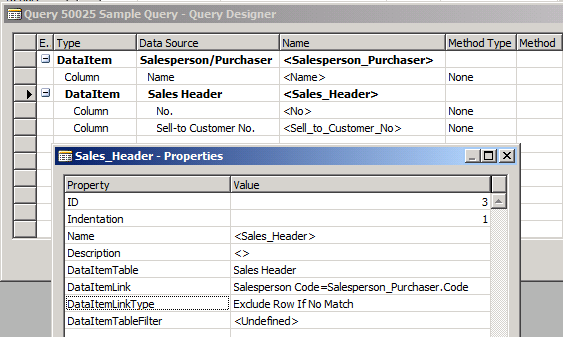 Query 50025 Sample Query - Query Designer
E. Type Data Source Name Method Type Method
DataItem Salesperson/Purchaser <Salesperson_Purchaser>
Column Name <Name> None
DataItem Sales Header <Sales_Header>
Column No. <No> None
Column Sell-to Customer No. <Sell_to_Customer_No> None
Sales_Header - Properties
Property Value
ID 3
Indentation 1
Name <Sales_Header>
Description <>
DataItemTable Sales Header
DataItemLink Salesperson Code=Salesperson_Purchaser.Code
DataItemLinkType Exclude Row If No Match
DataItemTableFilter <Undefined>